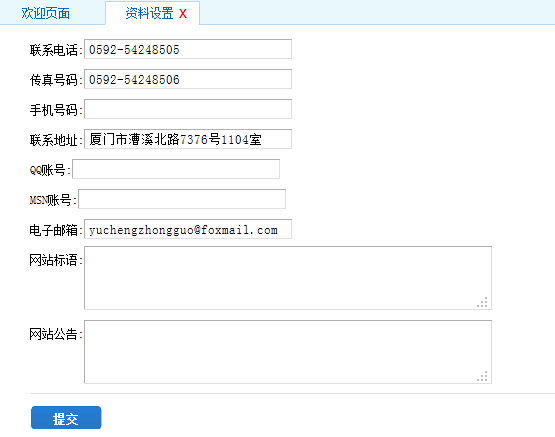 欢迎页面 资料设置 X
联系电话: 0592-54248505
传真号码: 0592-54248506
手机号码:
联系地址: 厦门市漕溪北路7376号1104室
QQ账号:
MSN账号:
电子邮箱: yuchengzhongguo@foxmail.com
网站标语:
网站公告:
提交